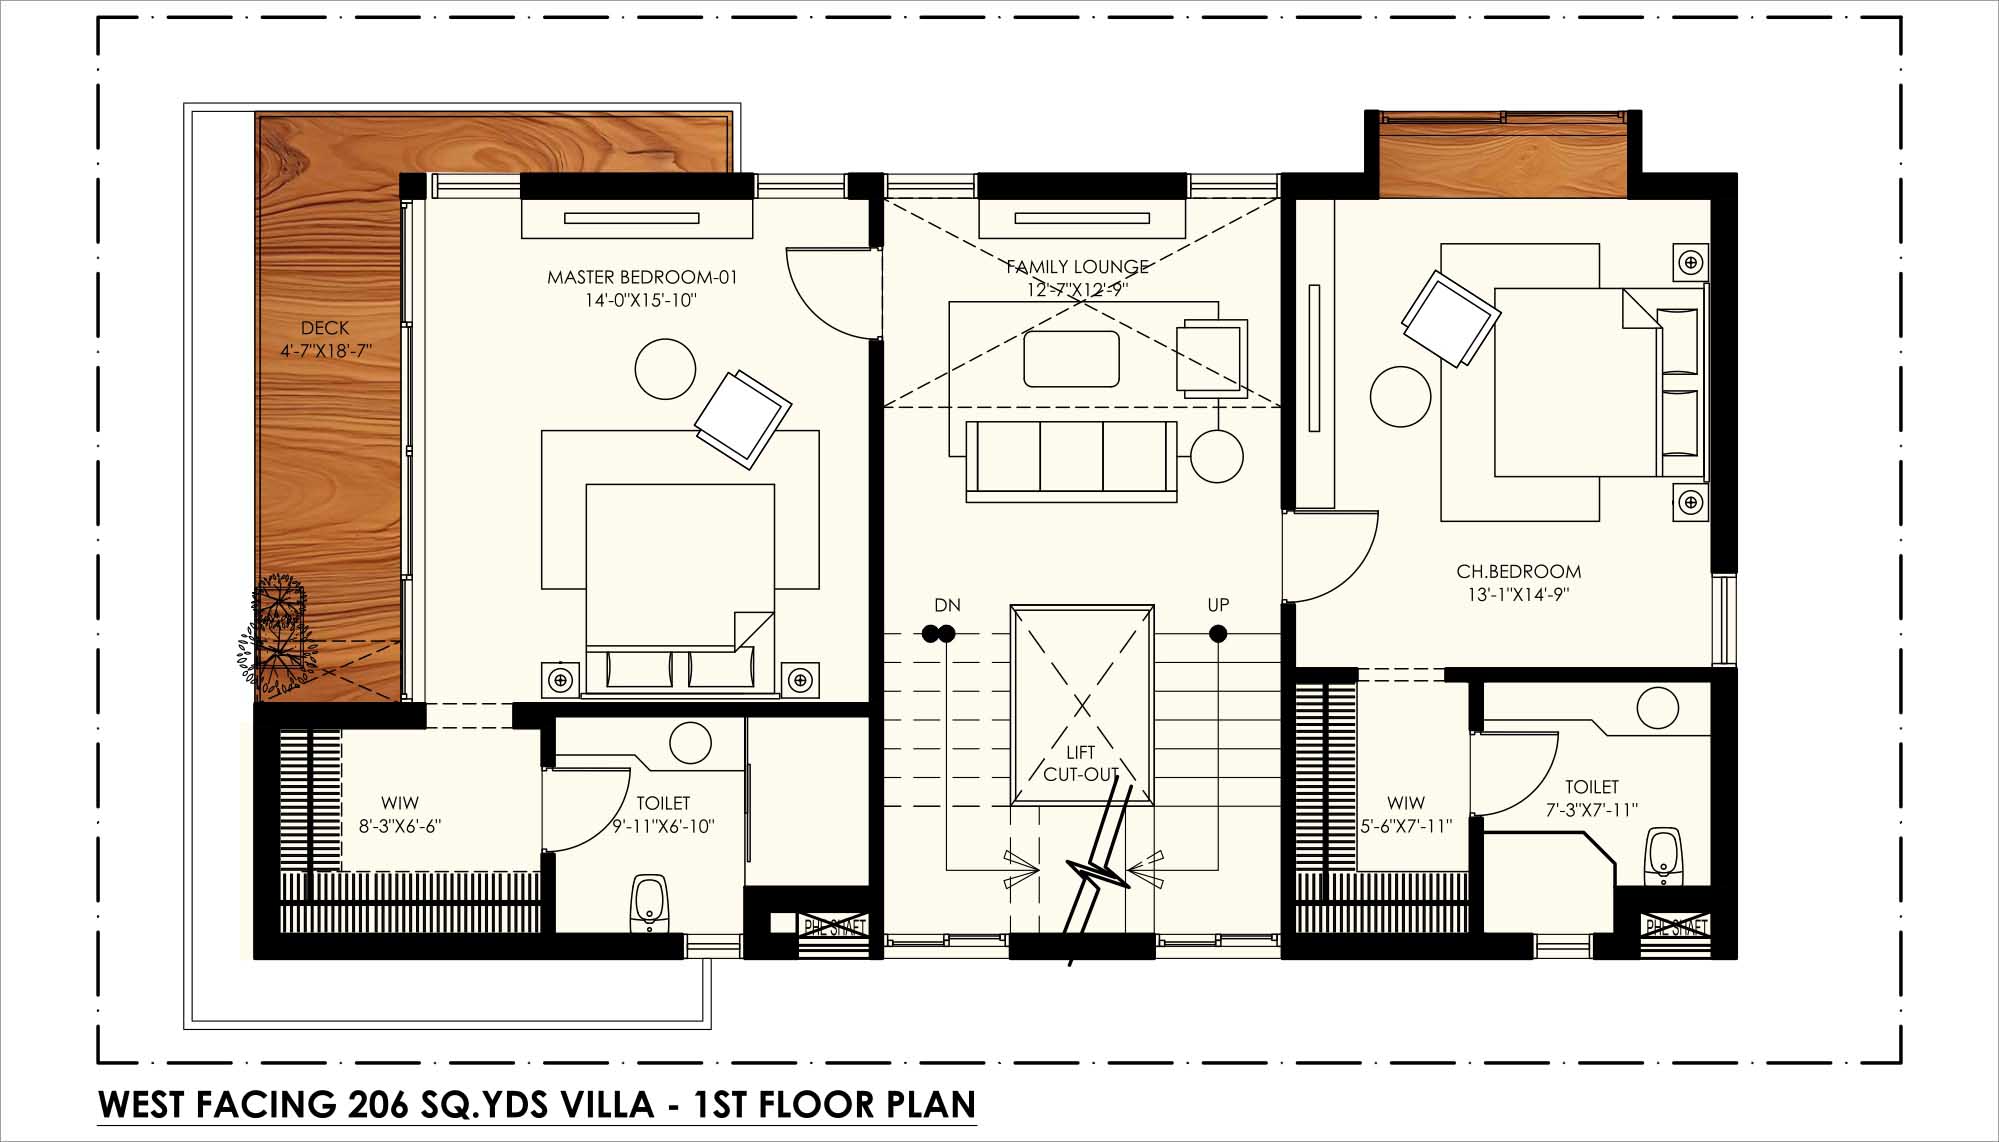 MASTER BEDROOM-01
14'-0"X15'-10"
FAMILY LOUNGE
12'-7"X12'-9"
DECK
4'-7"X18'-7"
CH.BEDROOM
13'-1"X14'-9"
DN
UP
LIFT
CUT-OUT
WIW
8'-3"X6'-6"
TOILET
9'-11"X6'-10"
WIW
5'-6"X7'-11"
TOILET
7'-3"X7'-11"
PHE SHAFT
PHE SHAFT
WEST FACING 206 SQ.YDS VILLA - 1ST FLOOR PLAN